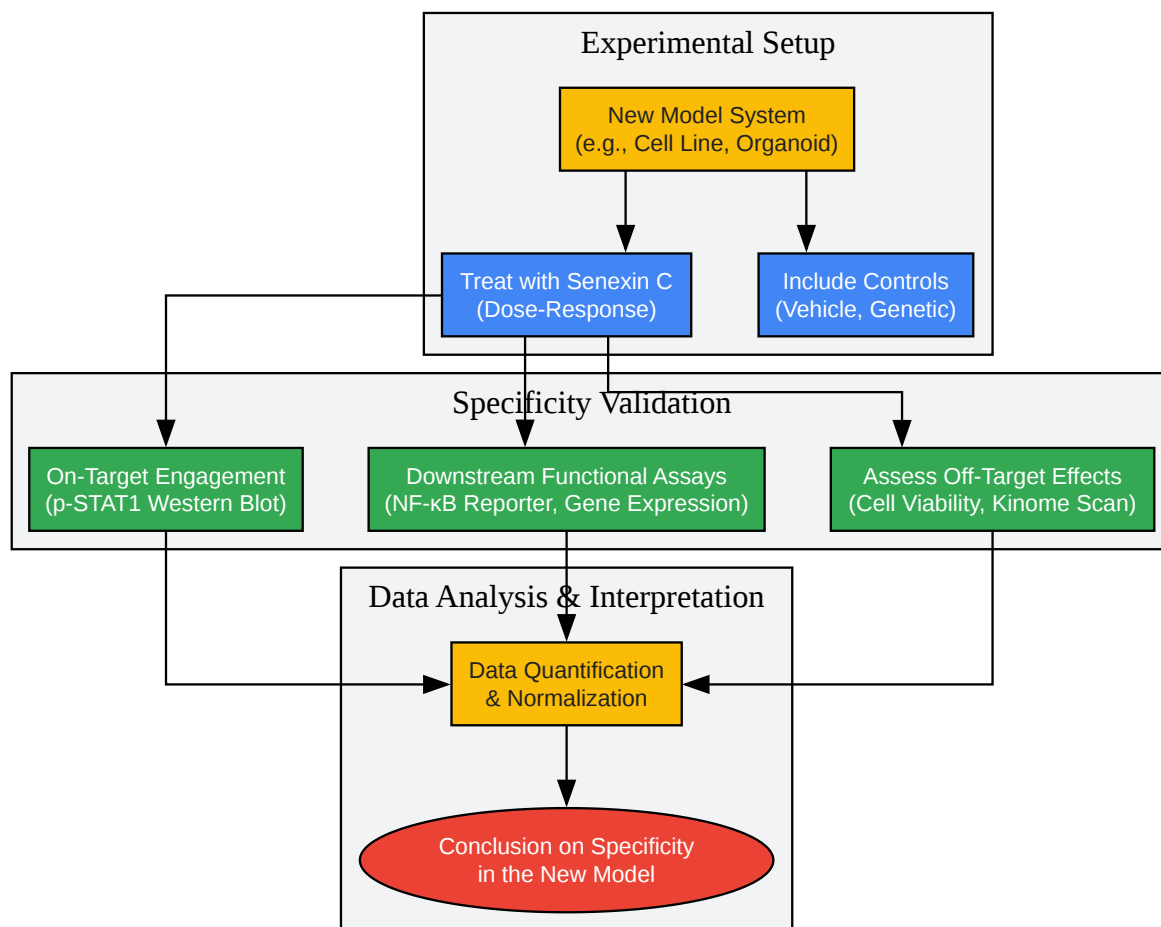 Experimental Setup
New Model System
(e.g., Cell Line, Organoid)
Treat with Senexin C
(Dose-Response)
Include Controls
(Vehicle, Genetic)
Specificity Validation
On-Target Engagement
(p-STAT1 Western Blot)
Downstream Functional Assays
(NF-κB Reporter, Gene Expression)
Assess Off-Target Effects
(Cell Viability, Kinome Scan)
Data Analysis & Interpretation
Data Quantification
& Normalization
Conclusion on Specificity
in the New Model